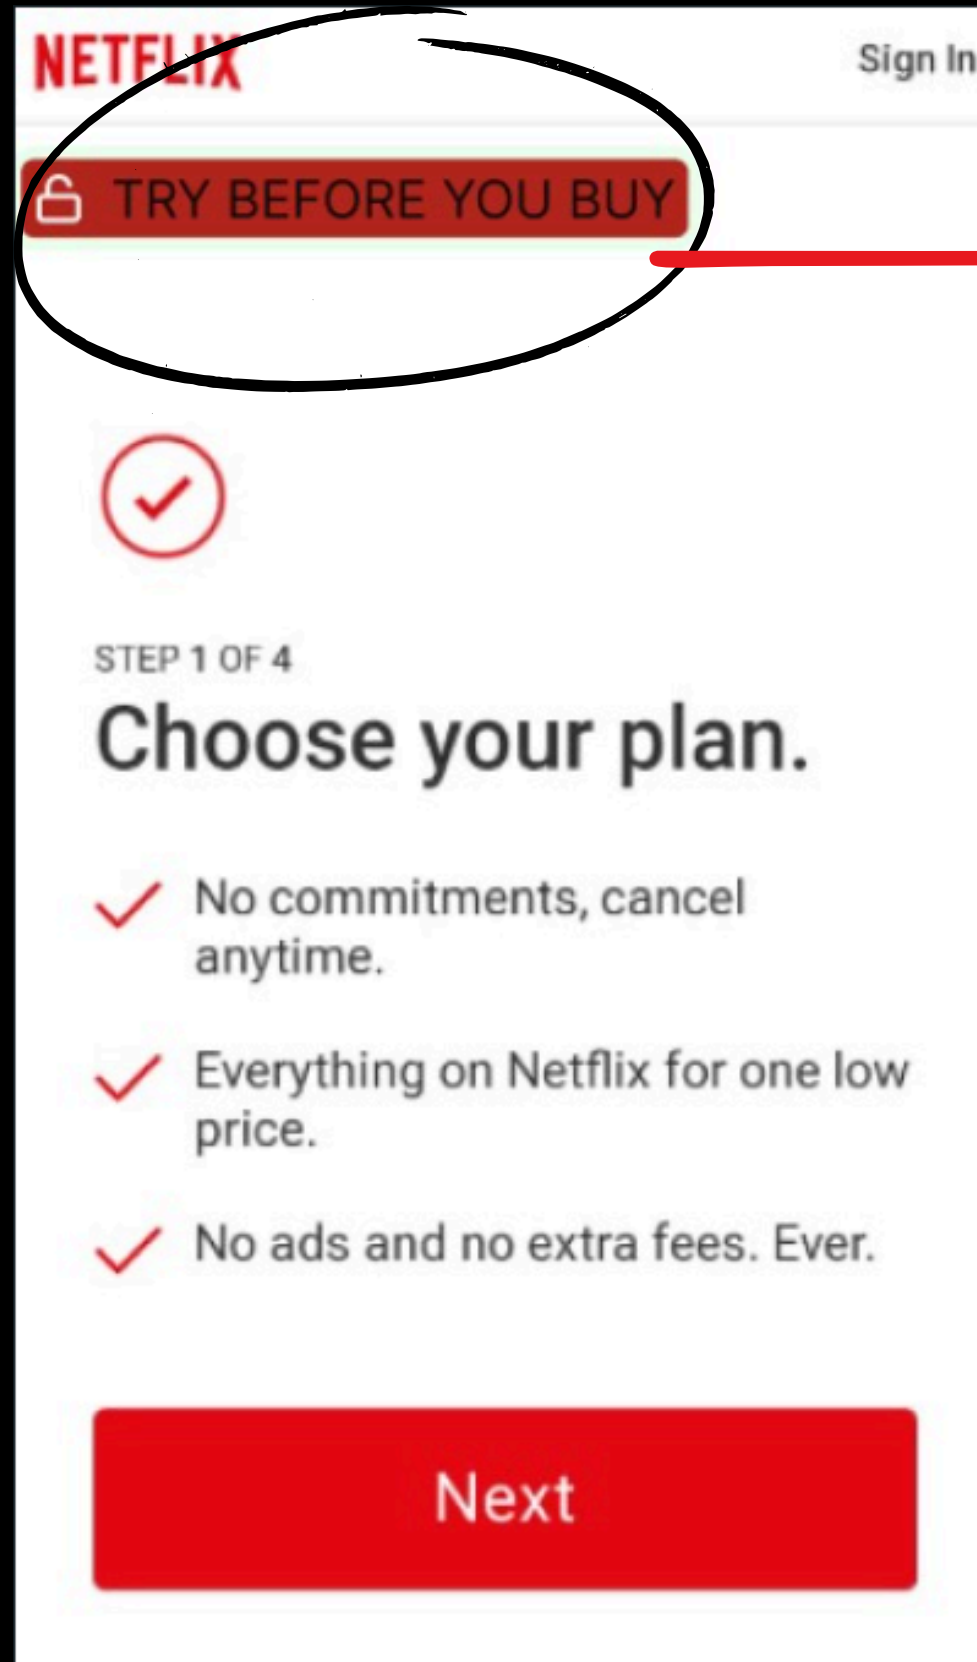 NETFLIX
Sign In
TRY BEFORE YOU BUY
STEP 1 OF 4
Choose your plan.
No commitments, cancel
anytime.
Everything on Netflix for one low
price.
No ads and no extra fees. Ever.
Next